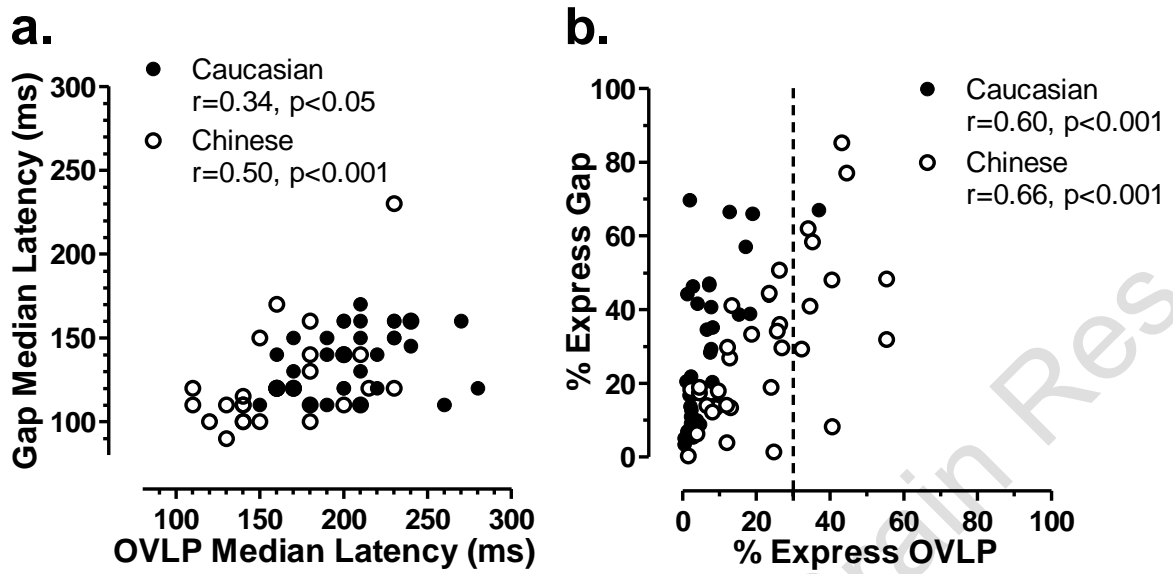 a.
Caucasian
r=0.34, p<0.05
Chinese
r=0.50, p<0.001
Gap Median Latency (ms)
300
250
200
150
100
100 150 200 250 300
OVLP Median Latency (ms)
b.
Caucasian
r=0.60, p<0.001
Chinese
r=0.66, p<0.001
% Express Gap
100
80
60
40
20
0
0 20 40 60 80 100
% Express OVLP
rain Res